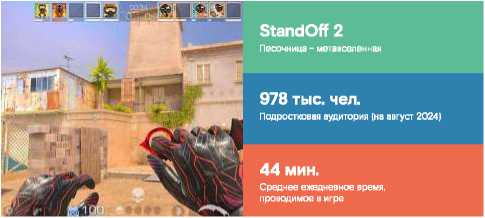 StandOff 2
Песочница – метавселенная
978 тыс. чел.
Подростковая аудитория (на август 2024)
44 мин.
Среднее ежедневное время,
проводимое в игре
100